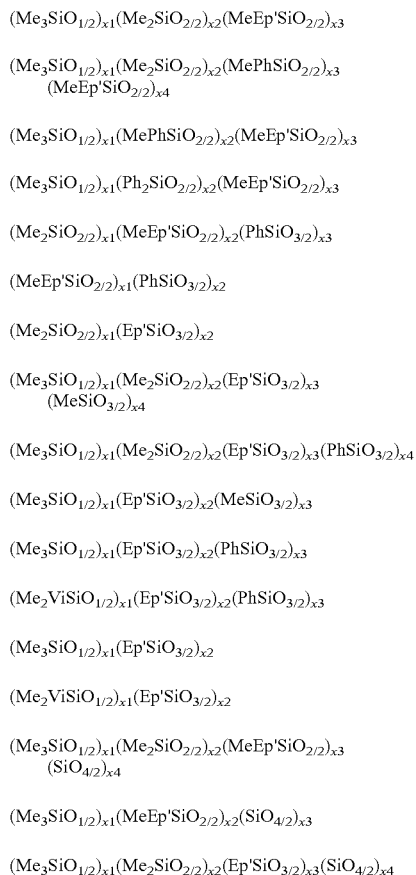 (Me3SiO1/2)x1(Me2SiO2/2)x2(MeEp'SiO2/2)x3
(Me3SiO1/2)x1(Me2SiO2/2)x2(MePhSiO2/2)x3
(MeEp'SiO2/2)x4
(Me3SiO1/2)x1(MePhSiO2/2)x2(MeEp'SiO2/2)x3
(Me3SiO1/2)x1(Ph2SiO2/2)x2(MeEp'SiO2/2)x3
(Me2SiO2/2)x1(MeEp'SiO2/2)x2(PhSiO3/2)x3
(MeEp'SiO2/2)x1(PhSiO3/2)x2
(Me2SiO2/2)x1(Ep'SiO3/2)x2
(Me3SiO1/2)x1(Me2SiO2/2)x2(Ep'SiO3/2)x3
(MeSiO3/2)x4
(Me3SiO1/2)x1(Me2SiO2/2)x2(Ep'SiO3/2)x3(PhSiO3/2)x4
(Me3SiO1/2)x1(Ep'SiO3/2)x2(MeSiO3/2)x3
(Me3SiO1/2)x1(Ep'SiO3/2)x2(PhSiO3/2)x3
(Me2ViSiO1/2)x1(Ep'SiO3/2)x2(PhSiO3/2)x3
(Me3SiO1/2)x1(Ep'SiO3/2)x2
(Me2ViSiO1/2)x1(Ep'SiO3/2)x2
(Me3SiO1/2)x1(Me2SiO2/2)x2(MeEp'SiO2/2)x3
(SiO4/2)x4
(Me3SiO1/2)x1(MeEp'SiO2/2)x2(SiO4/2)x3
(Me3SiO1/2)x1(Me2SiO2/2)x2(Ep'SiO3/2)x3(SiO4/2)x4